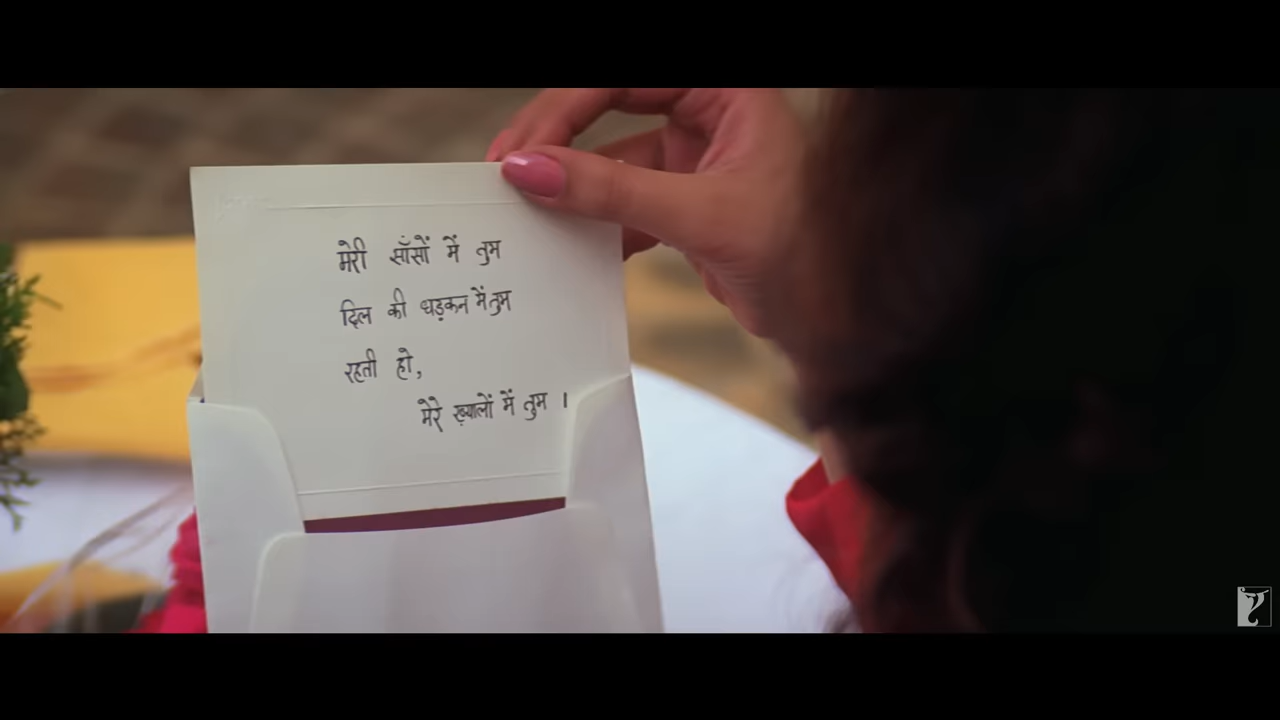 मेरी साँसों में तुम
दिल की धड़कन में तुम
रहती हो,
मेरे ख़्यालों में तुम ।